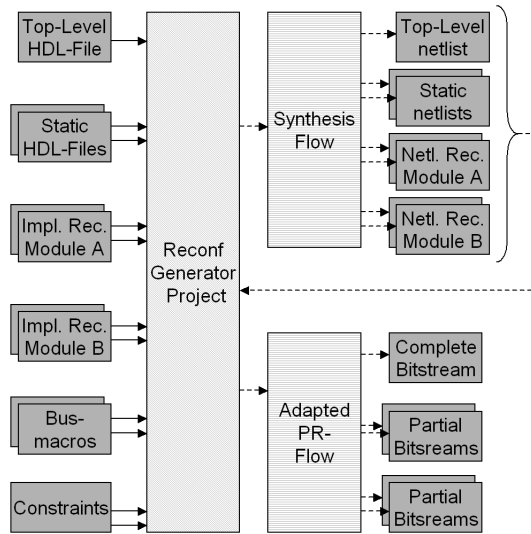 Top-Level
HDL-File
Static
HDL-Files
Impl. Rec.
Module A
Impl. Rec.
Module B
Bus-
macros
Constraints
Reconf
Generator
Project
Synthesis
Flow
Adapted
PR-
Flow
Top-Level
netlist
Static
netlists
Netl. Rec.
Module A
Netl. Rec.
Module B
Complete
Bitstream
Partial
Bitsreams
Partial
Bitsreams